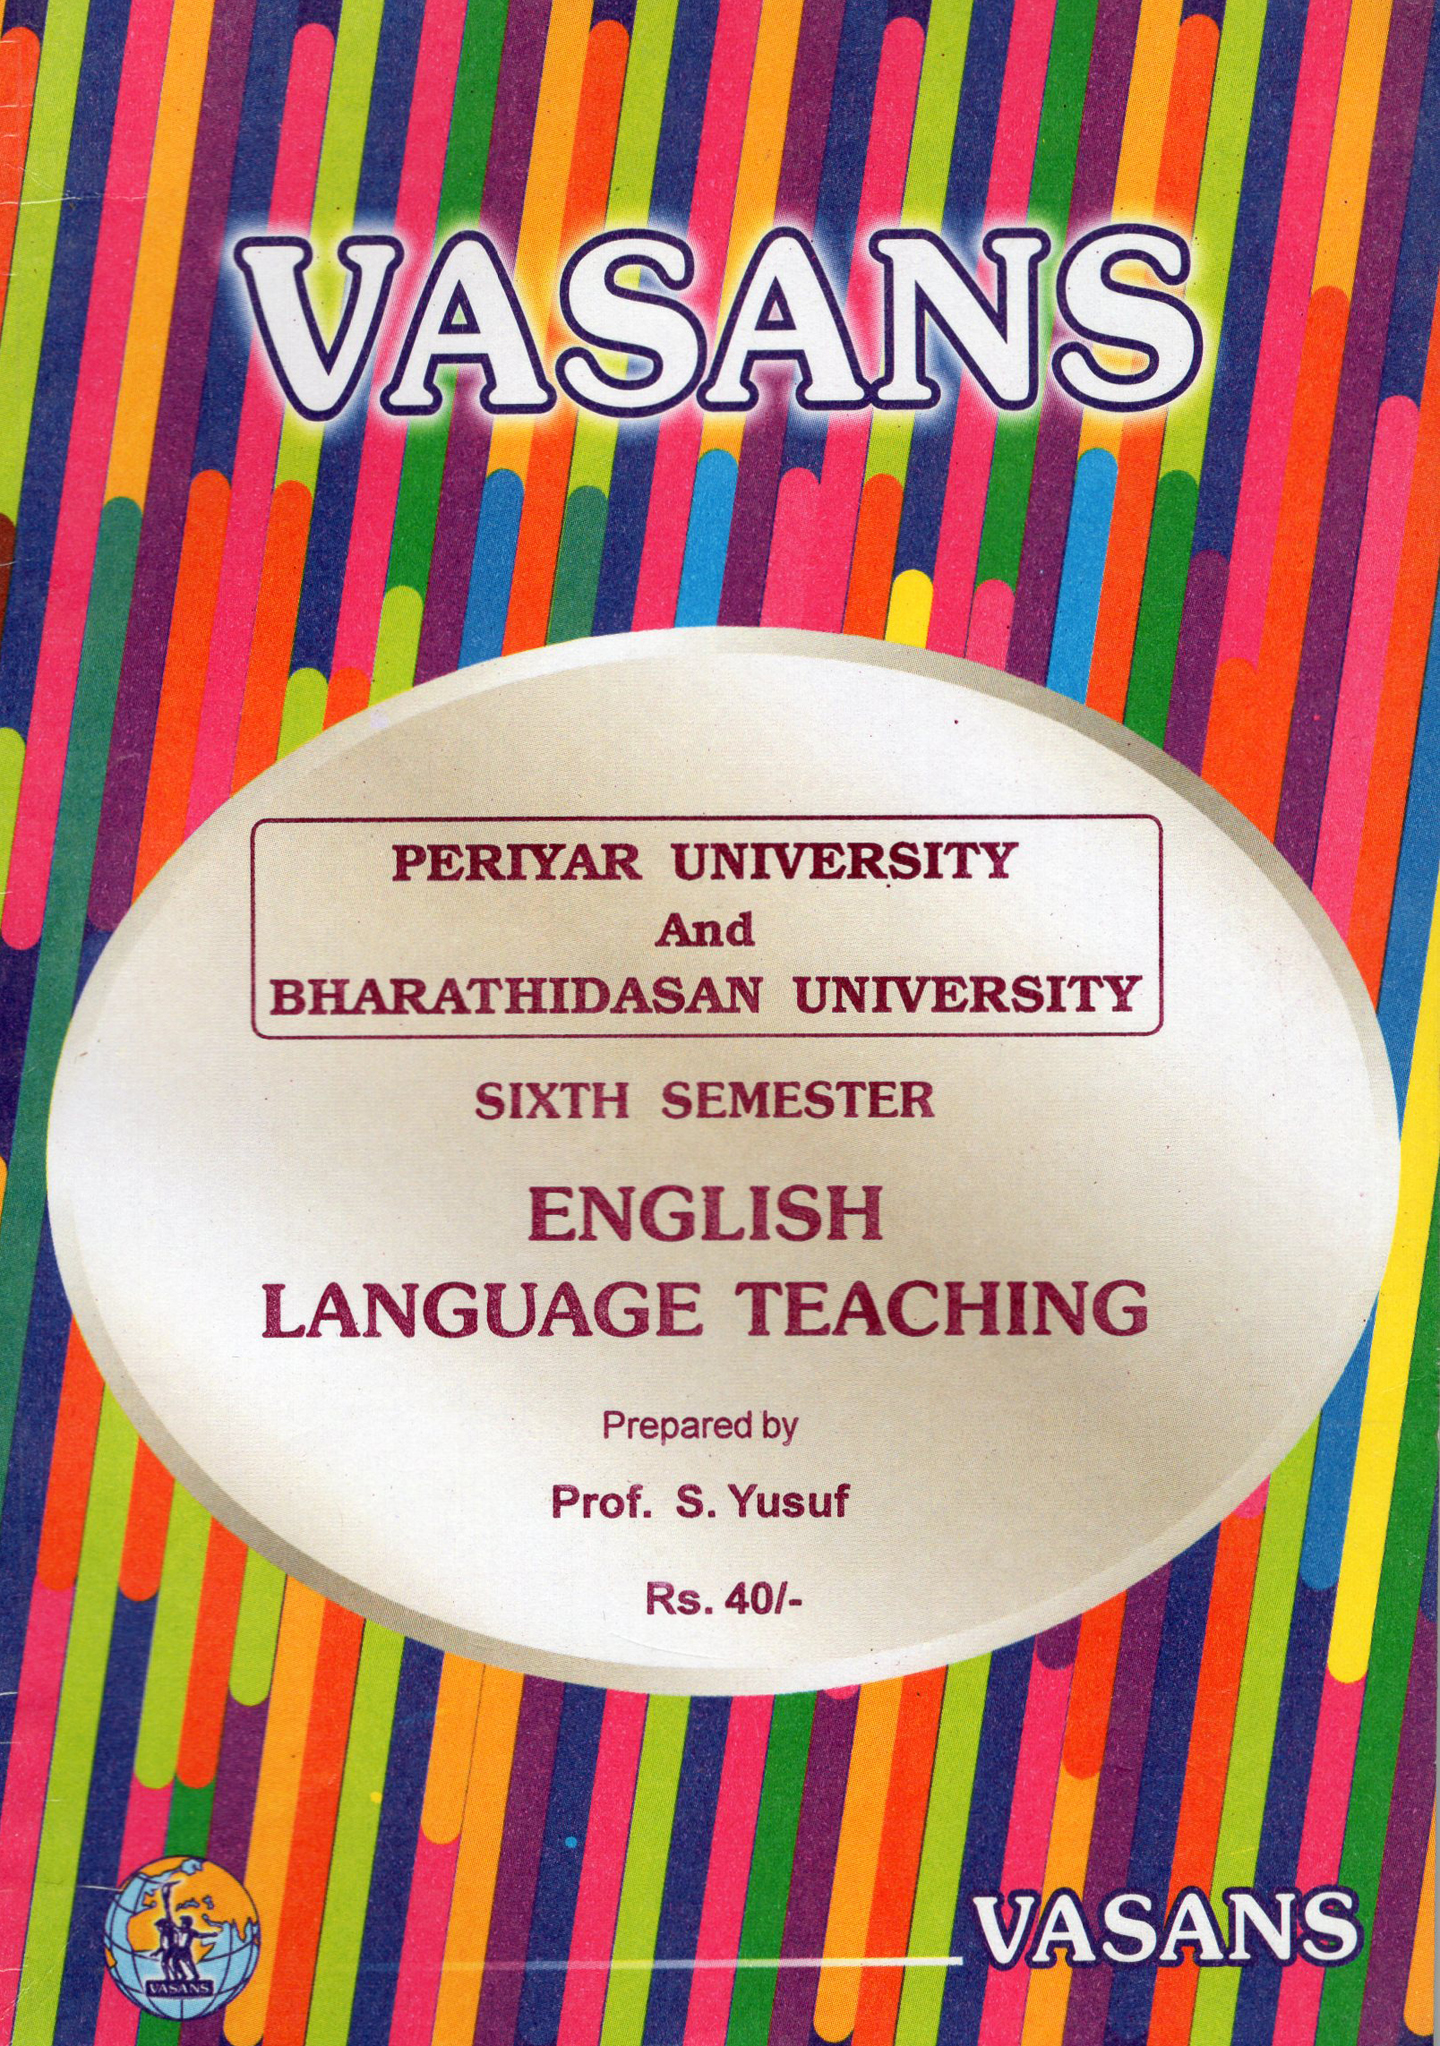 VASANS
PERIYAR UNIVERSITY
And
BHARATHIDASAN UNIVERSITY
SIXTH SEMESTER
ENGLISH
LANGUAGE TEACHING
Prepared by
Prof. S. Yusuf
Rs. 40/-
VASANS
VASANS